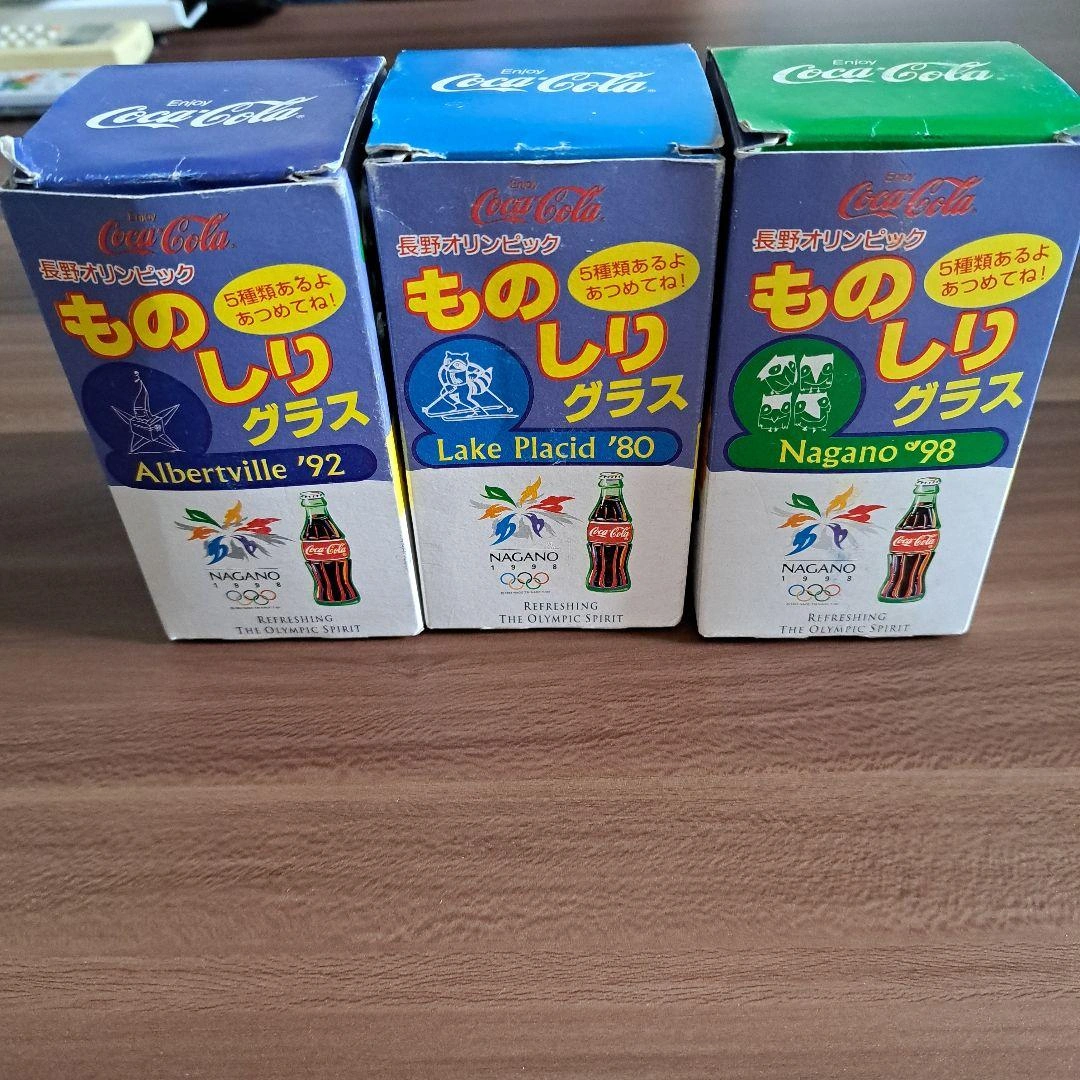 Enjoy
Coca-Cola
Enjoy
Coca-Cola
長野オリンピック
5種類あるよ
あつめてね!
ものしり
グラス
Albertville '92
NAGANO
1998
Coca-Cola
REFRESHING
THE OLYMPIC SPIRIT
Enjoy
Coca-Cola
Enjoy
Coca-Cola
長野オリンピック
5種類あるよ
あつめてね!
ものしり
グラス
Lake Placid '80
NAGANO
1998
Coca-Cola
REFRESHING
THE OLYMPIC SPIRIT
Enjoy
Coca-Cola
Enjoy
Coca-Cola
長野オリンピック
5種類あるよ
あつめてね!
ものしり
グラス
Nagano '98
NAGANO
1998
Coca-Cola
REFRESHING
THE OLYMPIC SPIRIT